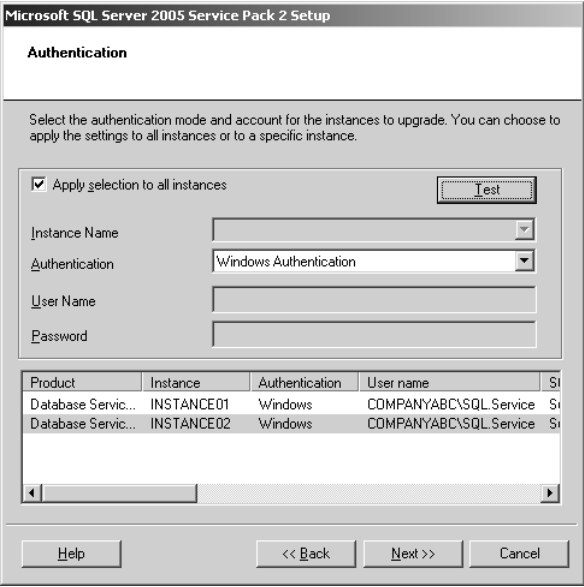 Microsoft SQL Server 2005 Service Pack 2 Setup
Authentication
Select the authentication mode and account for the instances to upgrade. You can choose to
apply the settings to all instances or to a specific instance.
Apply selection to all instances
Test
Instance Name
Authentication
Windows Authentication
User Name
Password
Product Instance Authentication User name
Database Servic... INSTANCE01 Windows COMPANYABC\SQL.Service
Database Servic... INSTANCE02 Windows COMPANYABC\SQL.Service
Help << Back Next >> Cancel